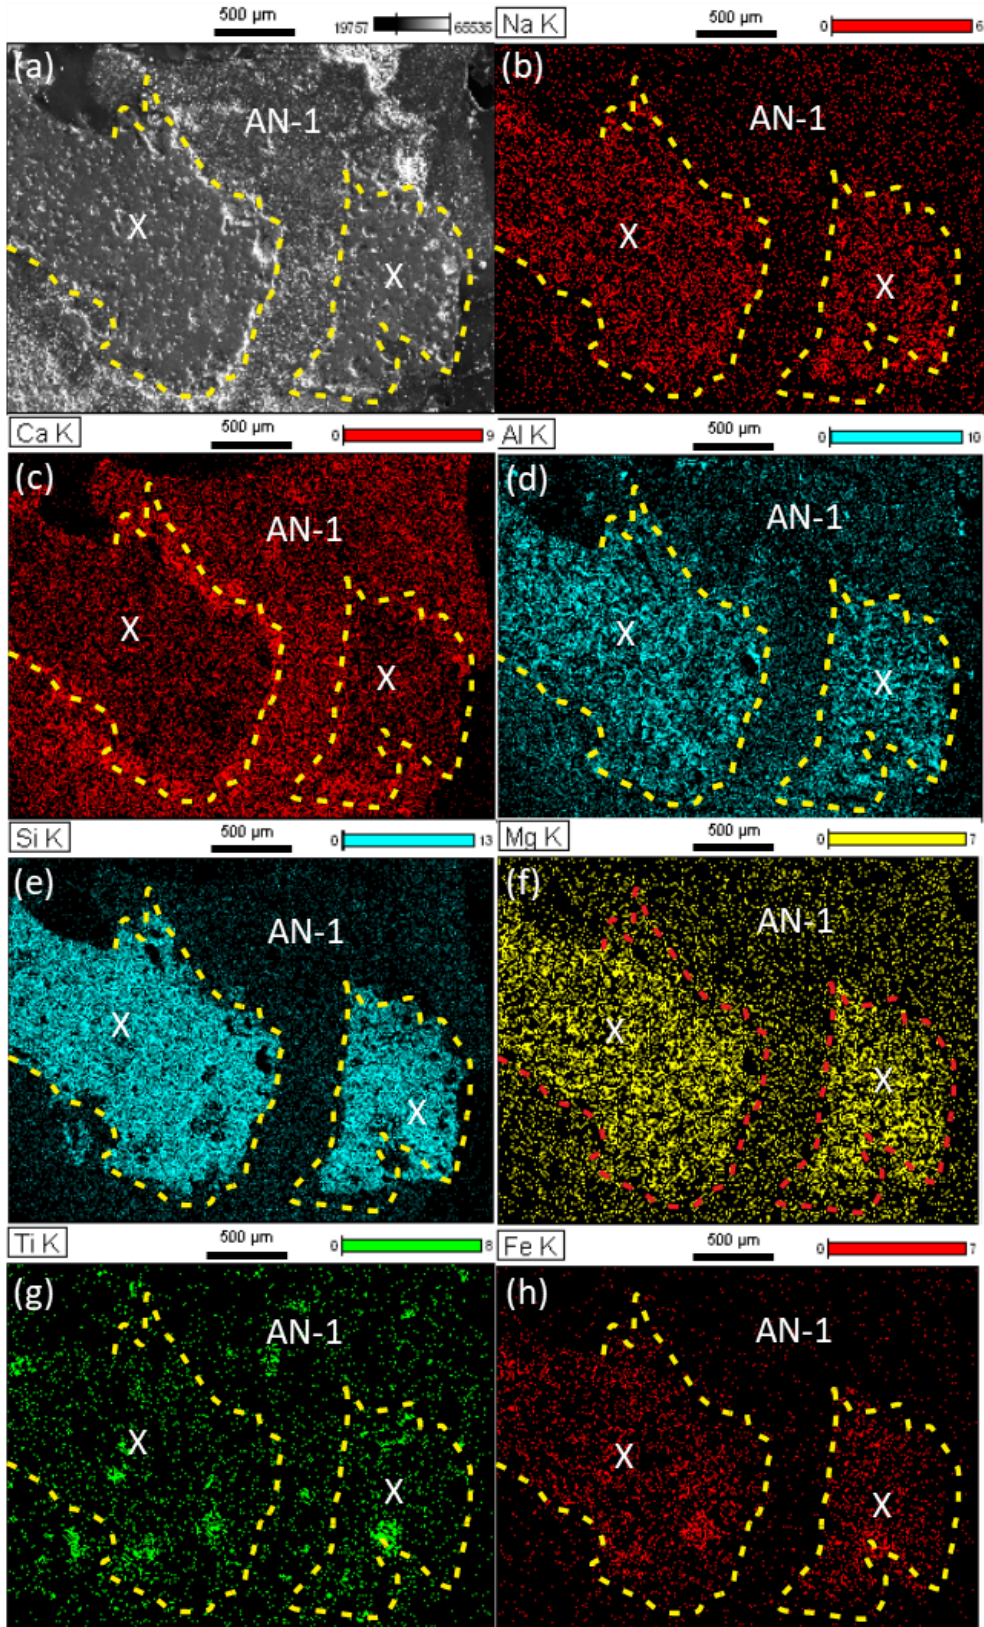 500 µm 19757 65535
Na K 500 µm 0 6
(a) AN-1 X X
(b) AN-1 X X
Ca K 500 µm 0 9
Al K 500 µm 0 10
(c) AN-1 X X
(d) AN-1 X X
Si K 500 µm 0 13
Mg K 500 µm 0 7
(e) AN-1 X X
(f) AN-1 X X
Ti K 500 µm 0 8
Fe K 500 µm 0 7
(g) AN-1 X X
(h) AN-1 X X